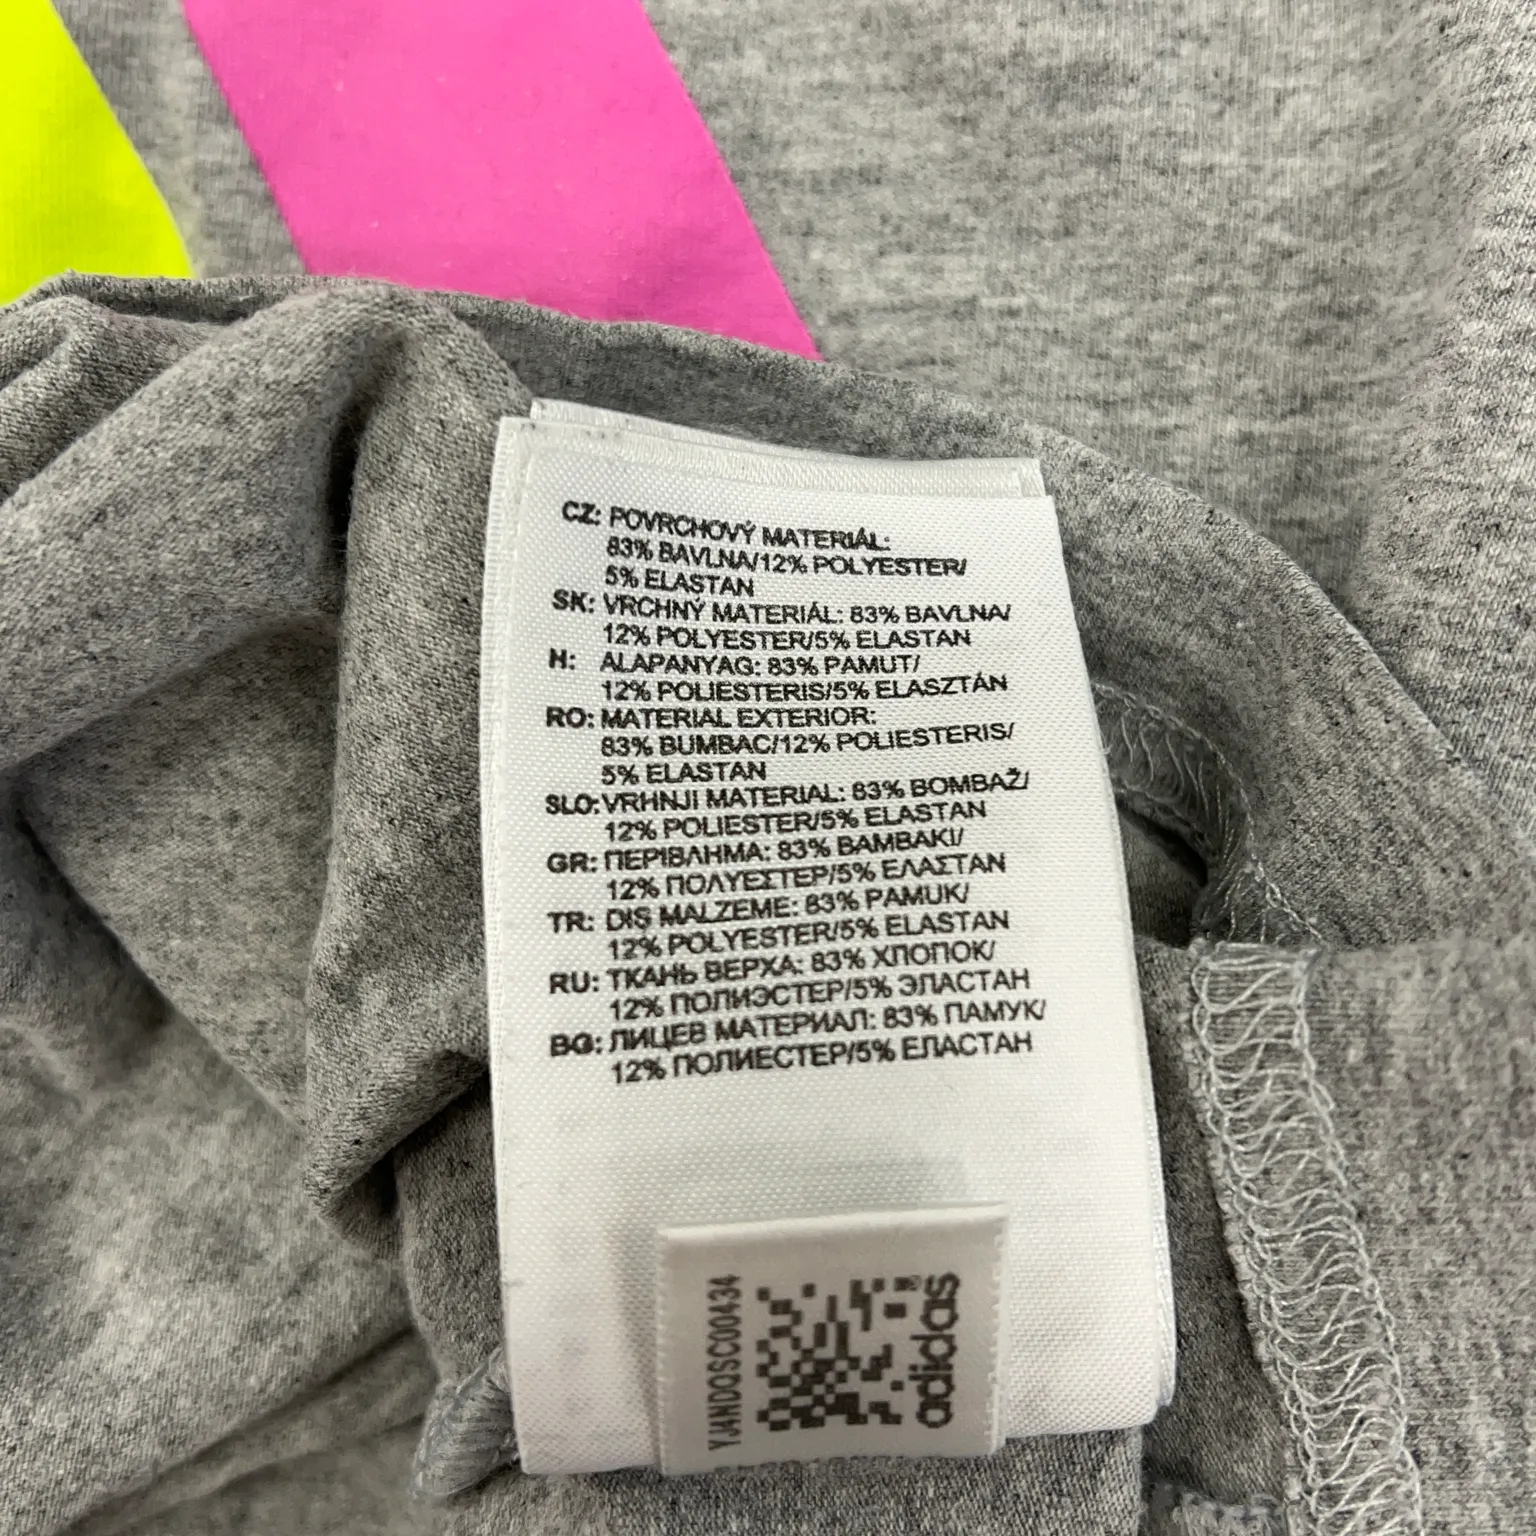 CZ: POVRCHOVÝ MATERIÁL:
83% BAVLNA/12% POLYESTER/
5% ELASTAN
SK: VRCHNÝ MATERIÁL: 83% BAVLNA/
12% POLYESTER/5% ELASTAN
H: ALAPANYAG: 83% PAMUT/
12% POLIESTERIS/5% ELASZTÁN
RO: MATERIAL EXTERIOR:
83% BUMBAC/12% POLIESTERIS/
5% ELASTAN
SLO: VRHNJI MATERIAL: 83% BOMBAŽ/
12% POLIESTER/5% ELASTAN
GR: ΠΕΡΙΒΛΗΜΑ: 83% ΒΑΜΒΑΚΙ/
12% ΠΟΛΥΕΣΤΕΡ/5% ΕΛΑΣΤΑΝ
TR: DIS MALZEME: 83% PAMUK/
12% POLYESTER/5% ELASTAN
RU: ТКАНЬ ВЕРХА: 83% ХЛОПОК/
12% ПОЛИЭСТЕР/5% ЭЛАСТАН
BG: ЛИЦЕВ МАТЕРИАЛ: 83% ПАМУК/
12% ПОЛИЕСТЕР/5% ЕЛАСТАН
YJ4HDQSC00434
adidas®